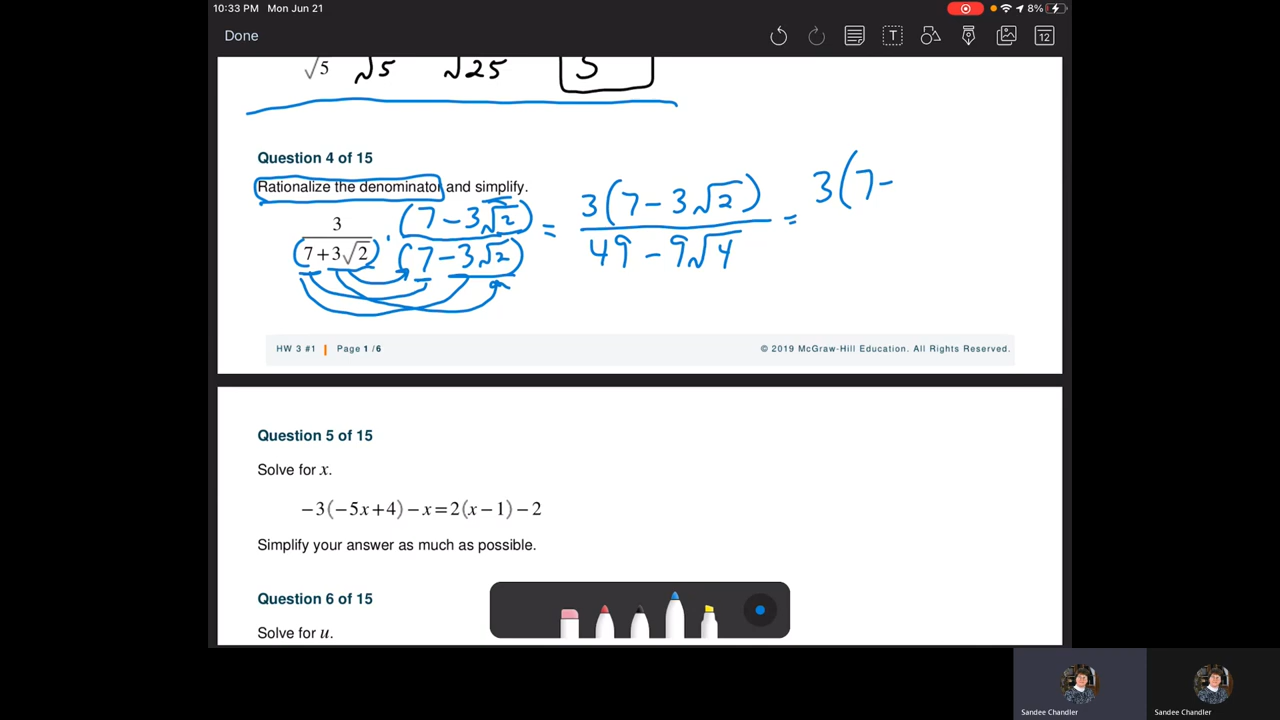 10:33 PM Mon Jun 21 8%
Done T 12
√5 √5 √25 5
Question 4 of 15
Rationalize the denominator and simplify.
3/(7+3√2) · (7-3√2)/(7-3√2) = 3(7-3√2)/(49-9√4) = 3(7-
HW 3 #1 | Page 1 /6 © 2019 McGraw-Hill Education. All Rights Reserved.
Question 5 of 15
Solve for x.
−3(−5x+4)−x=2(x−1)−2
Simplify your answer as much as possible.
Question 6 of 15
Solve for u.
Sandee Chandler Sandee Chandler